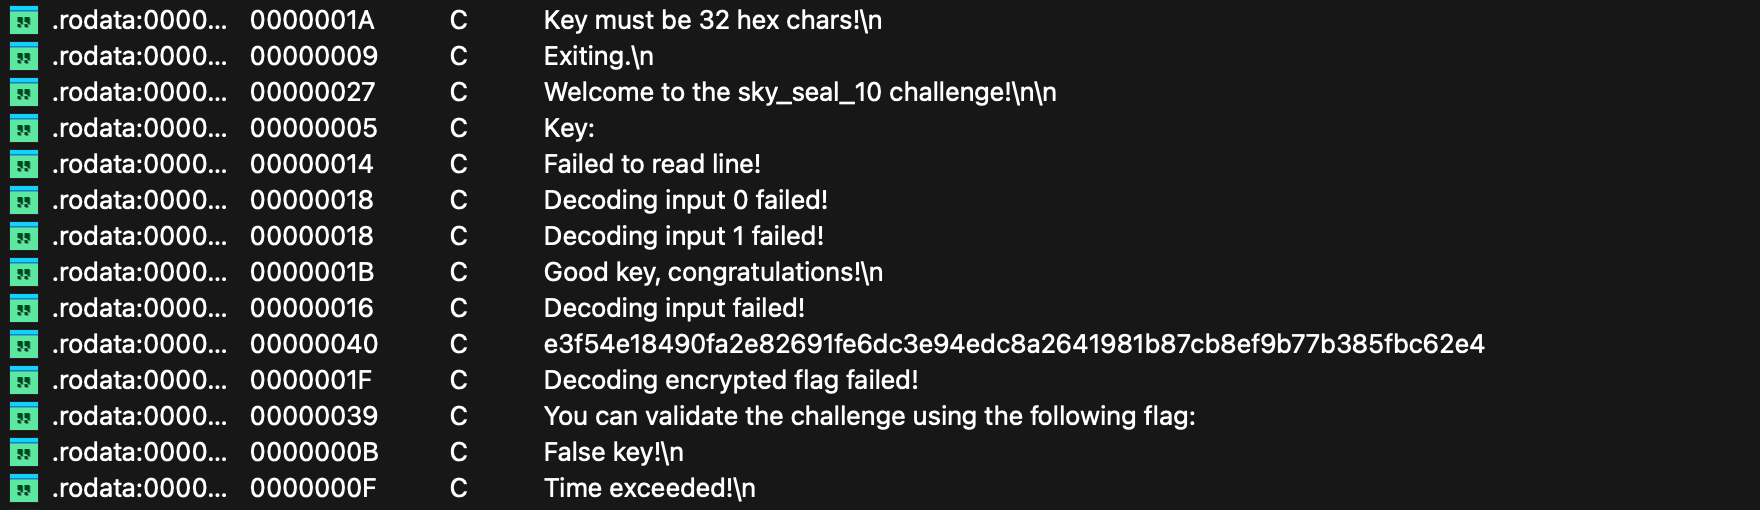 .rodata:0000... 0000001A C Key must be 32 hex chars!\n
.rodata:0000... 00000009 C Exiting.\n
.rodata:0000... 00000027 C Welcome to the sky_seal_10 challenge!\n\n
.rodata:0000... 00000005 C Key:
.rodata:0000... 00000014 C Failed to read line!
.rodata:0000... 00000018 C Decoding input 0 failed!
.rodata:0000... 00000018 C Decoding input 1 failed!
.rodata:0000... 0000001B C Good key, congratulations!\n
.rodata:0000... 00000016 C Decoding input failed!
.rodata:0000... 00000040 C e3f54e18490fa2e82691fe6dc3e94edc8a2641981b87cb8ef9b77b385fbc62e4
.rodata:0000... 0000001F C Decoding encrypted flag failed!
.rodata:0000... 00000039 C You can validate the challenge using the following flag:
.rodata:0000... 0000000B C False key!\n
.rodata:0000... 0000000F C Time exceeded!\n